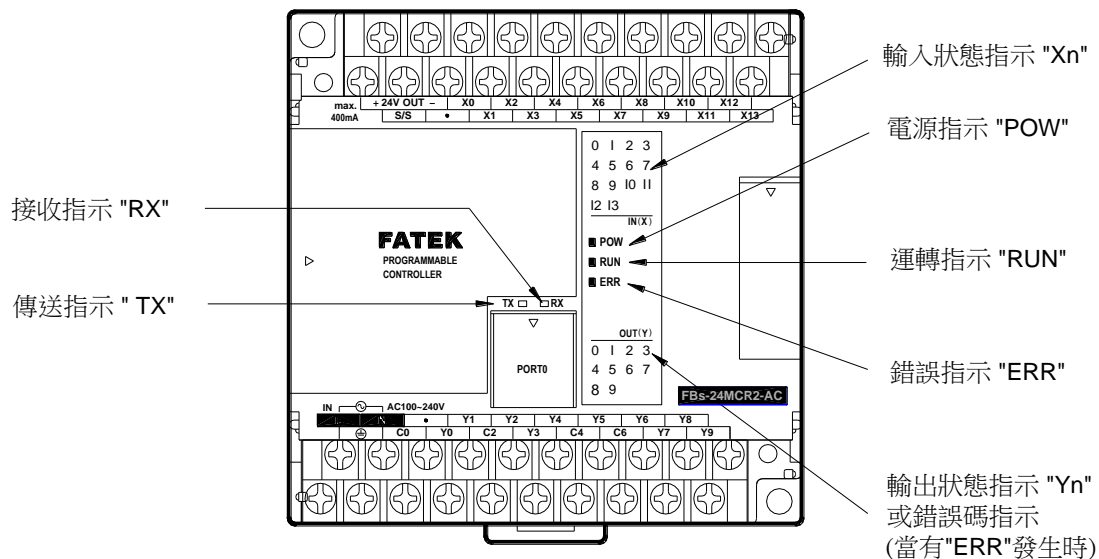 max.
400mA
+ 24V OUT - X0 X2 X4 X6 X8 X10 X12
S/S • X1 X3 X5 X7 X9 X11 X13
輸入狀態指示 "Xn"
0 1 2 3
4 5 6 7
8 9 10 11
12 13
IN(X)
電源指示 "POW"
POW
RUN
ERR
運轉指示 "RUN"
錯誤指示 "ERR"
接收指示 "RX"
傳送指示 " TX"
FATEK
PROGRAMMABLE
CONTROLLER
TX RX
PORT0
OUT(Y)
0 1 2 3
4 5 6 7
8 9
FBs-24MCR2-AC
IN AC100~240V
L N • Y1 Y2 Y4 Y5 Y6 Y8
C0 Y0 C2 Y3 C4 C6 Y7 Y9
輸出狀態指示 "Yn"
或錯誤碼指示
(當有"ERR"發生時)